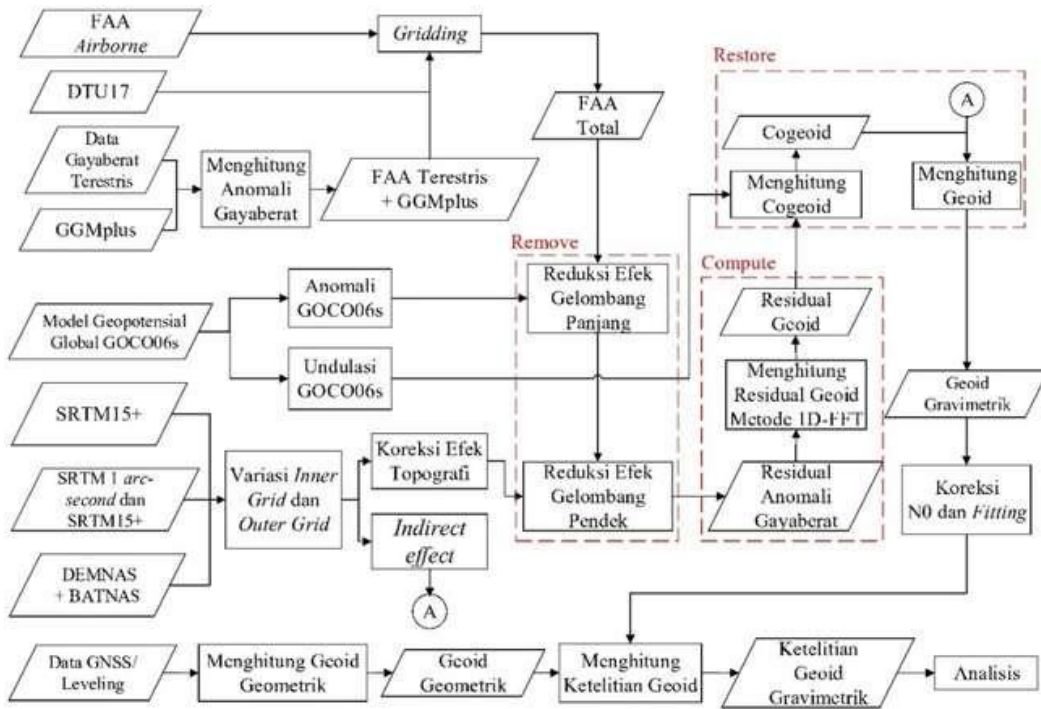 FAA
Airborne
Gridding
DTU17
Restore
A
FAA
Total
Cogeoid
Data
Gayaberat
Terestris
Menghitung
Anomali
Gayaberat
FAA Terestris
+ GGMplus
Menghitung
Cogeoid
Menghitung
Geoid
GGMplus
Remove
Compute
Anomali
GOCO06s
Reduksi Efek
Gelombang
Panjang
Residual
Geoid
Model Geopotensial
Global GOCO06s
Undulasi
GOCO06s
Menghitung
Residual Geoid
Metode 1D-FFT
Geoid
Gravimetrik
SRTM15+
Koreksi Efek
Topografi
SRTM 1 arc-
second dan
SRTM15+
Variasi Inner
Grid dan
Outer Grid
Reduksi Efek
Gelombang
Pendek
Residual
Anomali
Gayaberat
Koreksi
N0 dan Fitting
Indirect
effect
DEMNAS
+ BATNAS
A
Data GNSS/
Leveling
Menghitung Geoid
Geometrik
Geoid
Geometrik
Menghitung
Ketelitian Geoid
Ketelitian
Geoid
Gravimetrik
Analisis